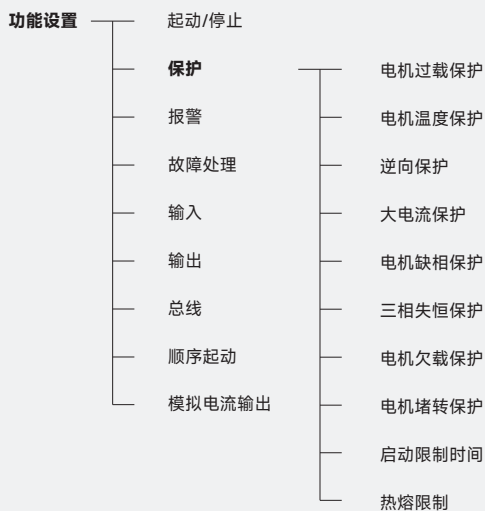 功能设置
起动/停止
保护
报警
故障处理
输入
输出
总线
顺序起动
模拟电流输出
电机过载保护
电机温度保护
逆向保护
大电流保护
电机缺相保护
三相失恒保护
电机欠载保护
电机堵转保护
启动限制时间
热熔限制